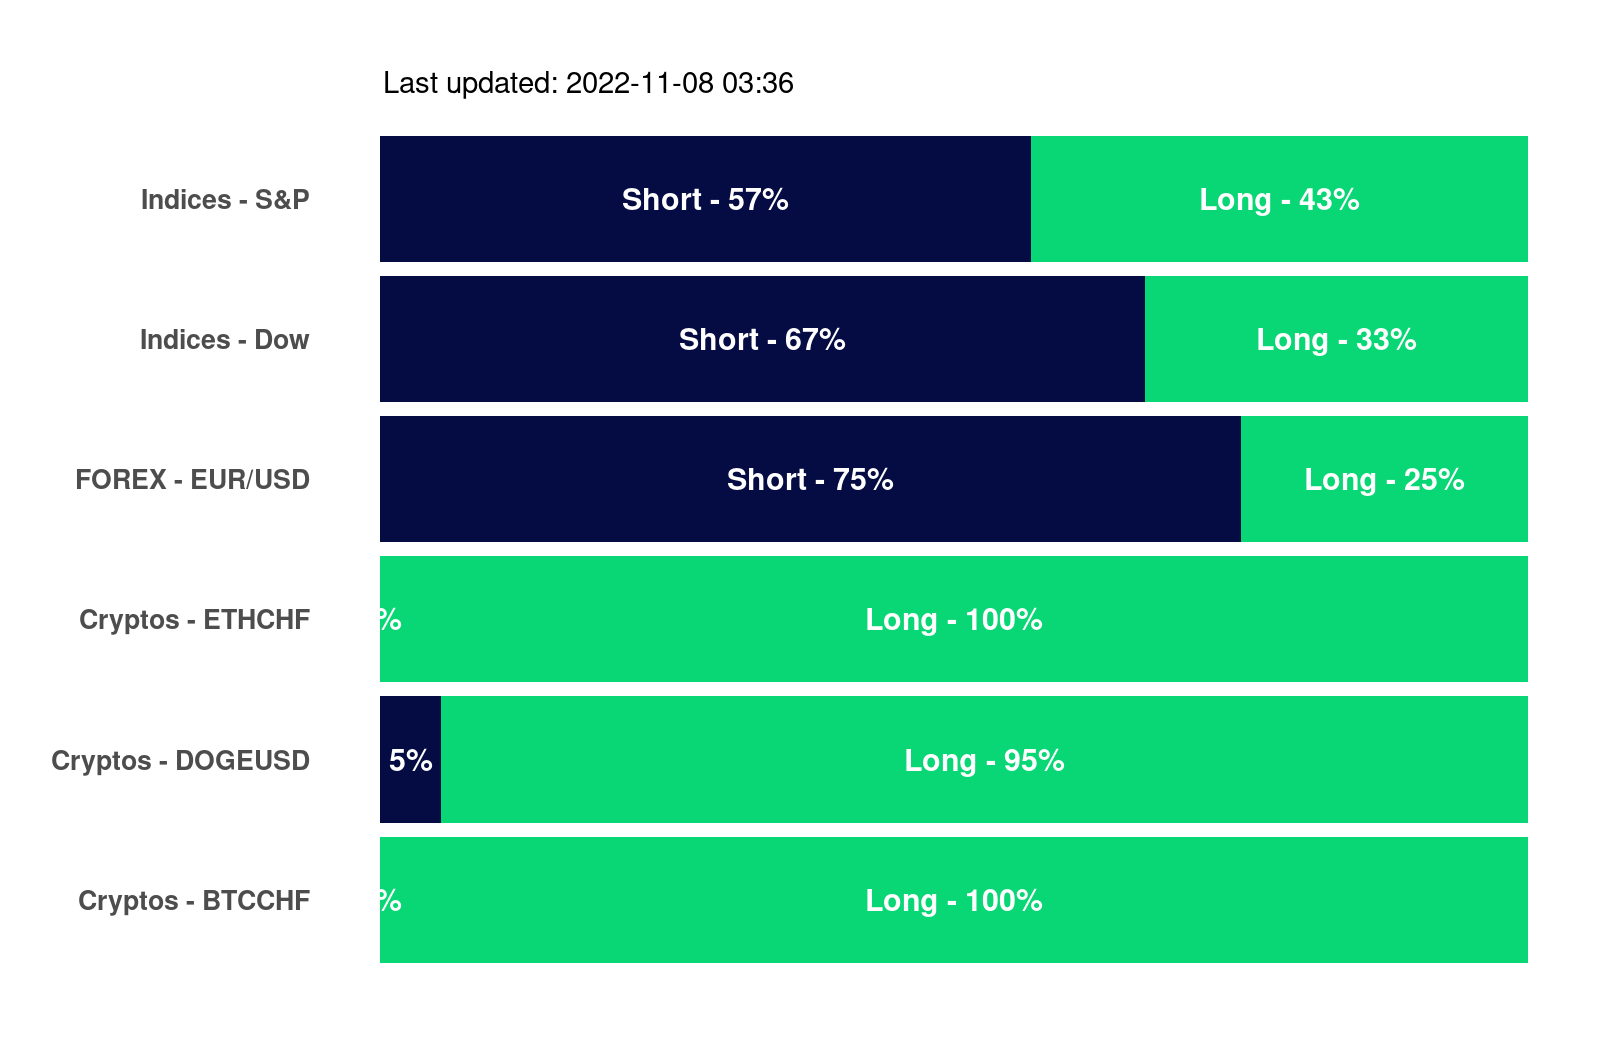 Last updated: 2022-11-08 03:36
Indices - S&P
Short - 57%
Long - 43%
Indices - Dow
Short - 67%
Long - 33%
FOREX - EUR/USD
Short - 75%
Long - 25%
Cryptos - ETHCHF
%
Long - 100%
Cryptos - DOGEUSD
5%
Long - 95%
Cryptos - BTCCHF
%
Long - 100%